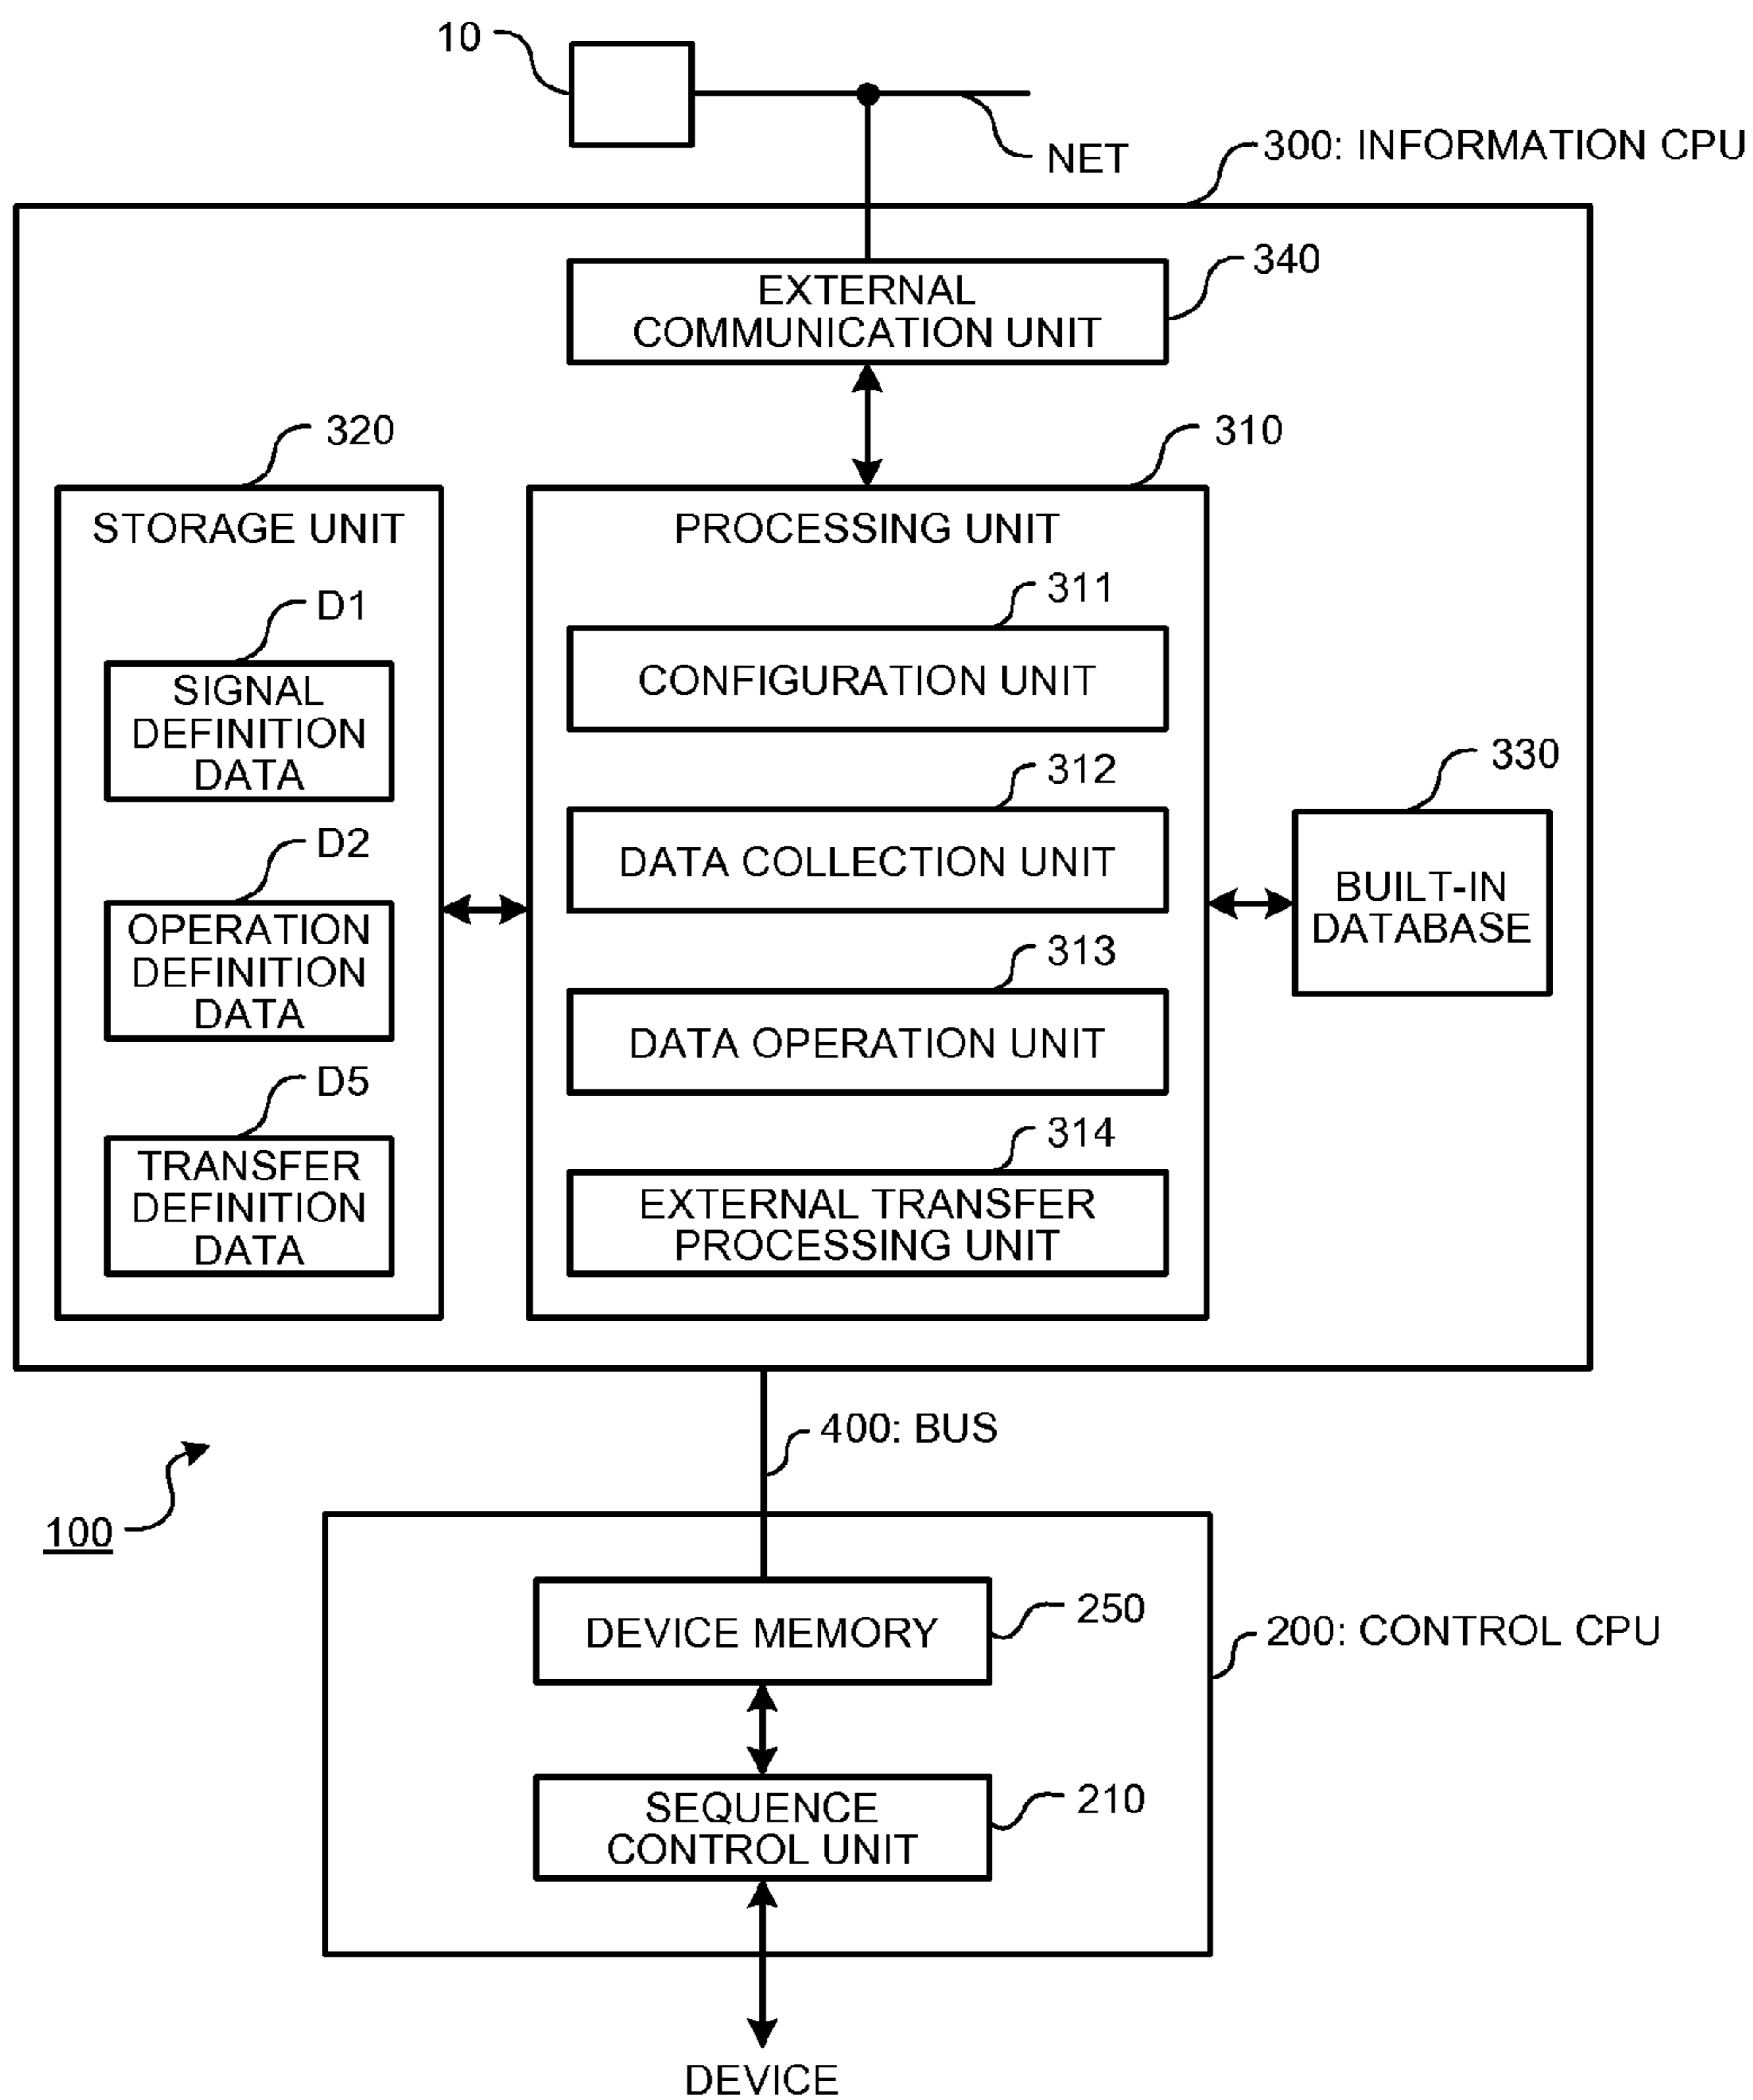 10
NET
300: INFORMATION CPU
340
EXTERNAL
COMMUNICATION UNIT
320
310
STORAGE UNIT
PROCESSING UNIT
D1
SIGNAL
DEFINITION
DATA
D2
OPERATION
DEFINITION
DATA
D5
TRANSFER
DEFINITION
DATA
311
CONFIGURATION UNIT
312
DATA COLLECTION UNIT
313
DATA OPERATION UNIT
314
EXTERNAL TRANSFER
PROCESSING UNIT
330
BUILT-IN
DATABASE
400: BUS
100
250
DEVICE MEMORY
200: CONTROL CPU
210
SEQUENCE
CONTROL UNIT
DEVICE